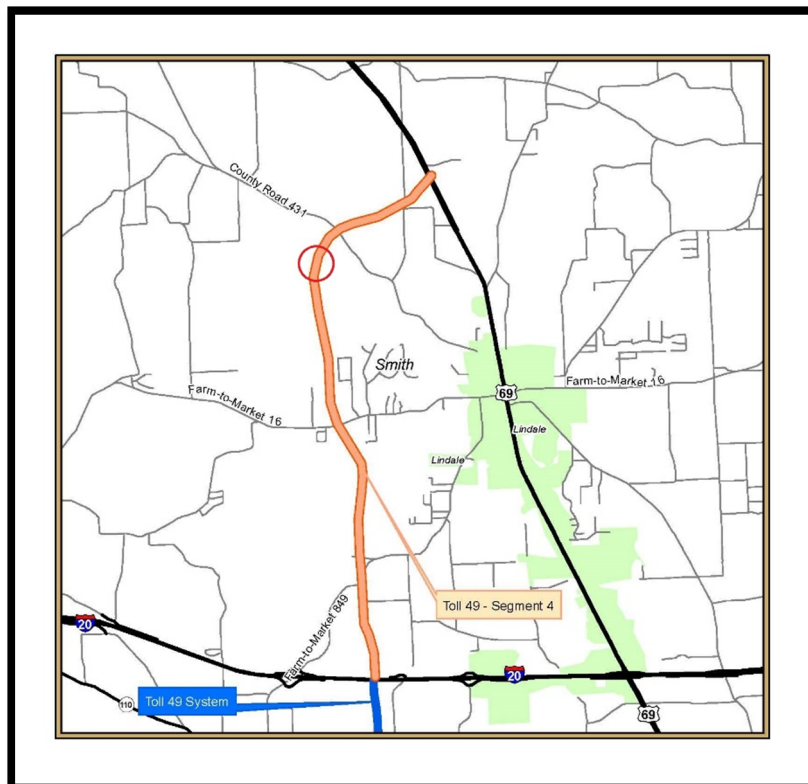 County Road 431
Smith
69
Farm-to-Market 16
Farm-to-Market 16
Lindale
Lindale
Toll 49 - Segment 4
Farm-to-Market 849
20
20
110
Toll 49 System
69